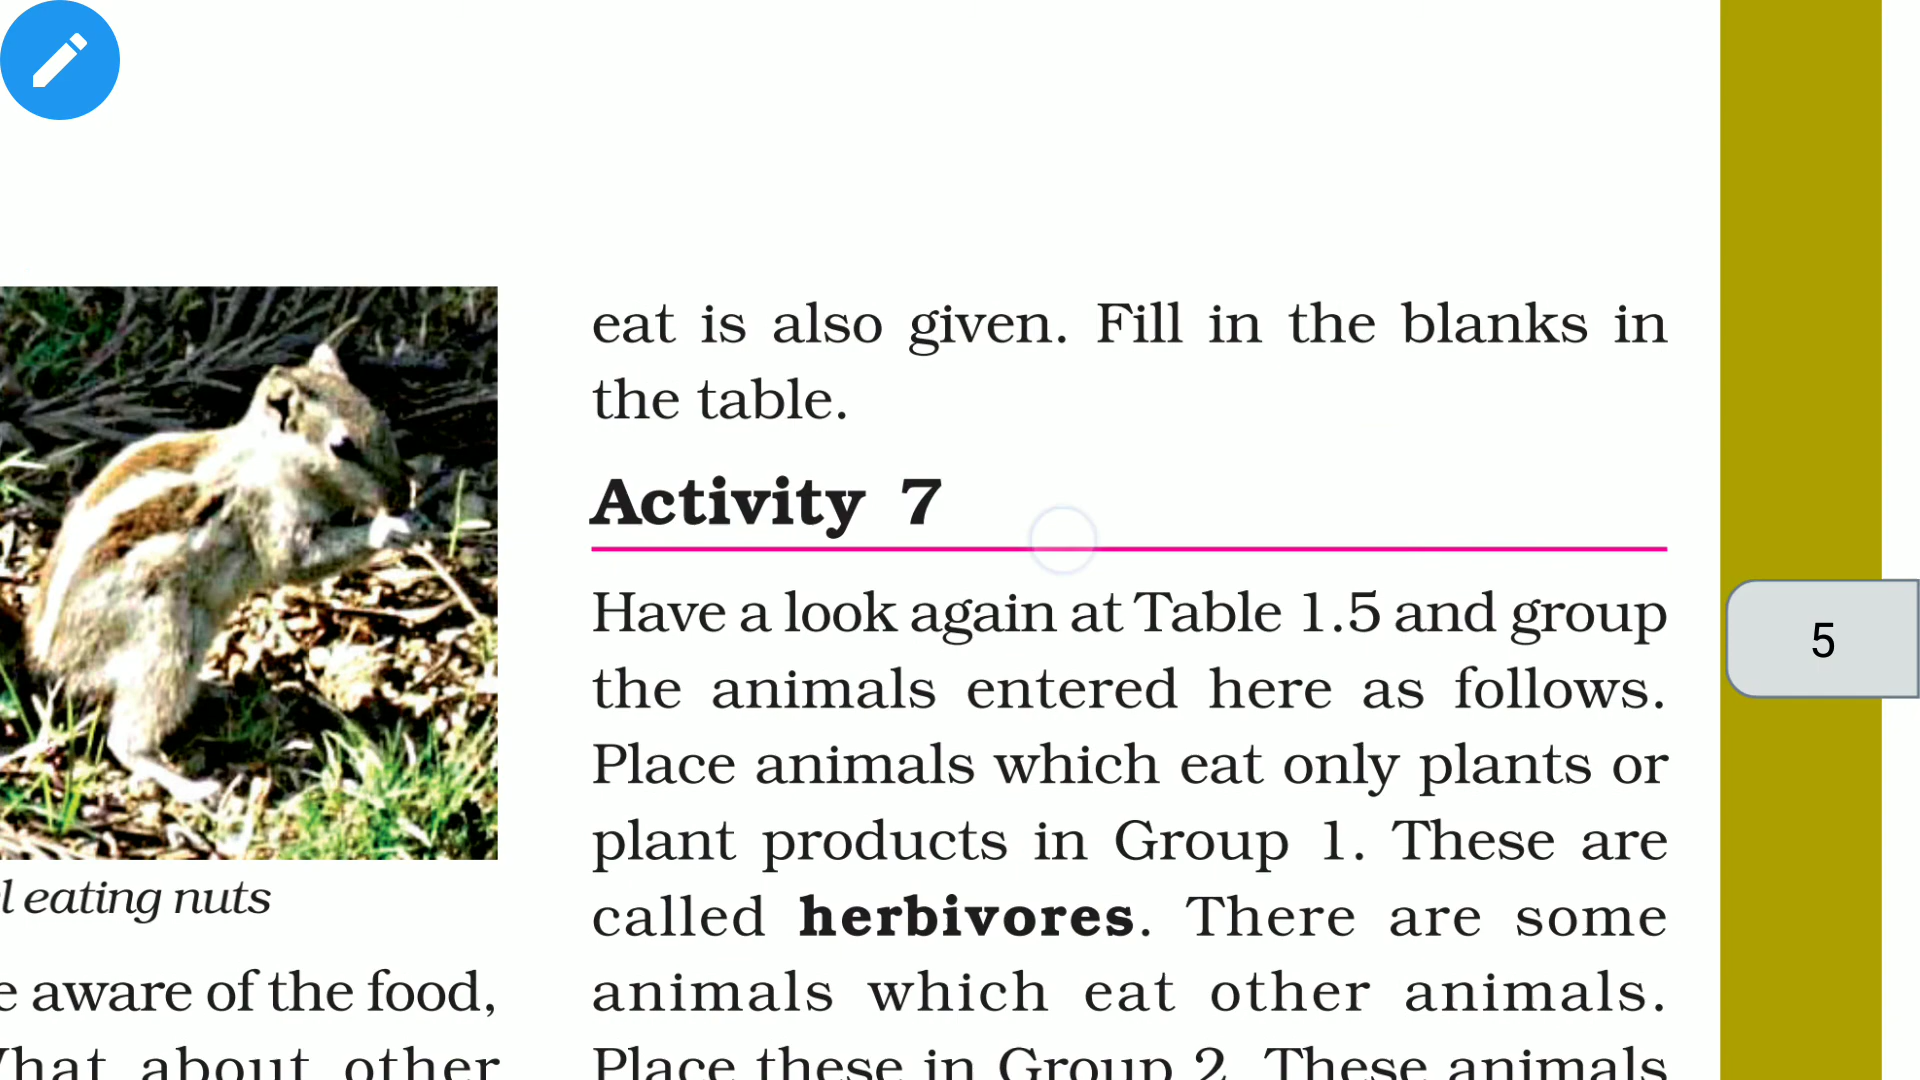 eat is also given. Fill in the blanks in
the table.
Activity 7
Have a look again at Table 1.5 and group
the animals entered here as follows.
Place animals which eat only plants or
plant products in Group 1. These are
called herbivores. There are some
animals which eat other animals.
Place these in Group 2. These animals
l eating nuts
e aware of the food,
What about other
5